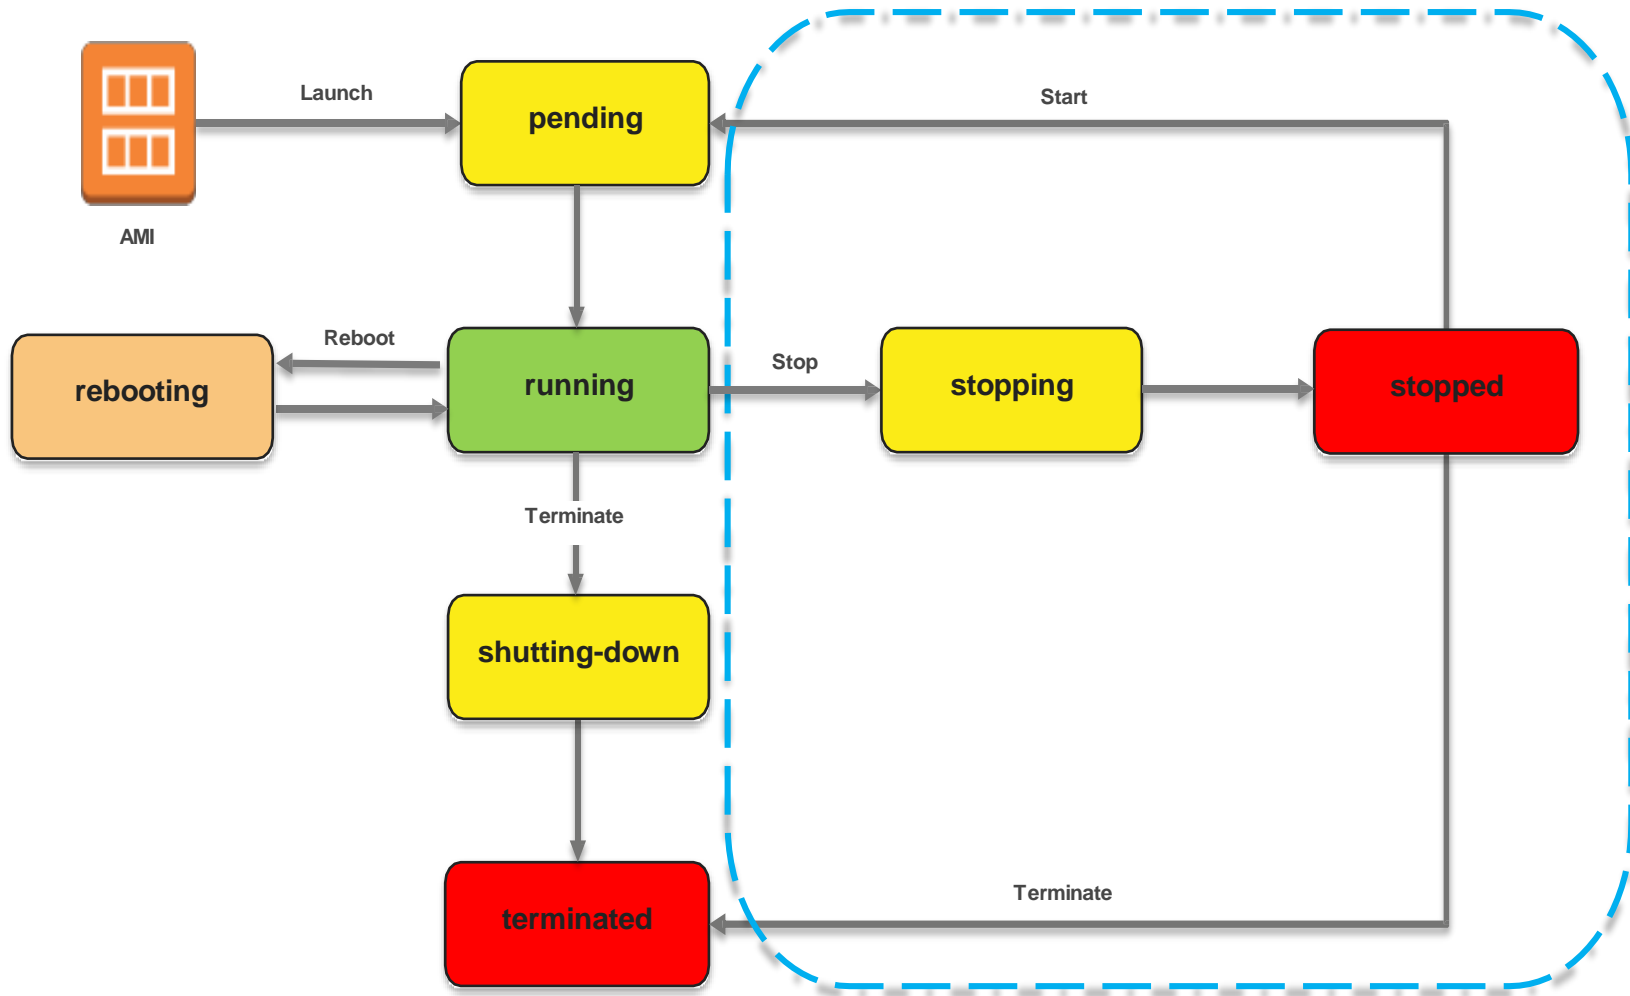 Launch
pending
Start
AMI
Reboot
rebooting
running
Stop
stopping
stopped
Terminate
shutting-down
Terminate
terminated